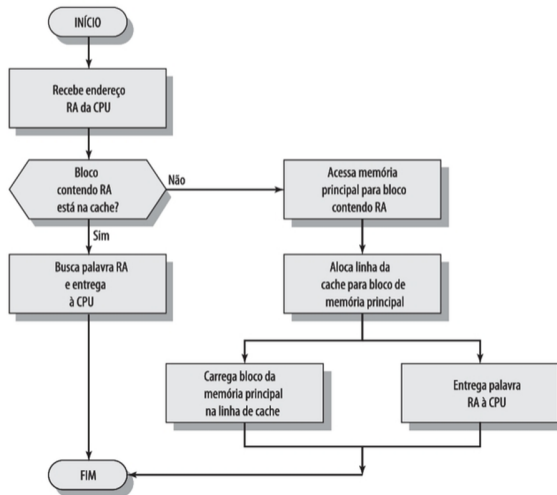 INÍCIO
Recebe endereço
RA da CPU
Bloco
contendo RA
está na cache?
Não
Sim
Acessa memória
principal para bloco
contendo RA
Busca palavra RA
e entrega
à CPU
Aloca linha da
cache para bloco de
memória principal
Carrega bloco da
memória principal
na linha de cache
Entrega palavra
RA à CPU
FIM